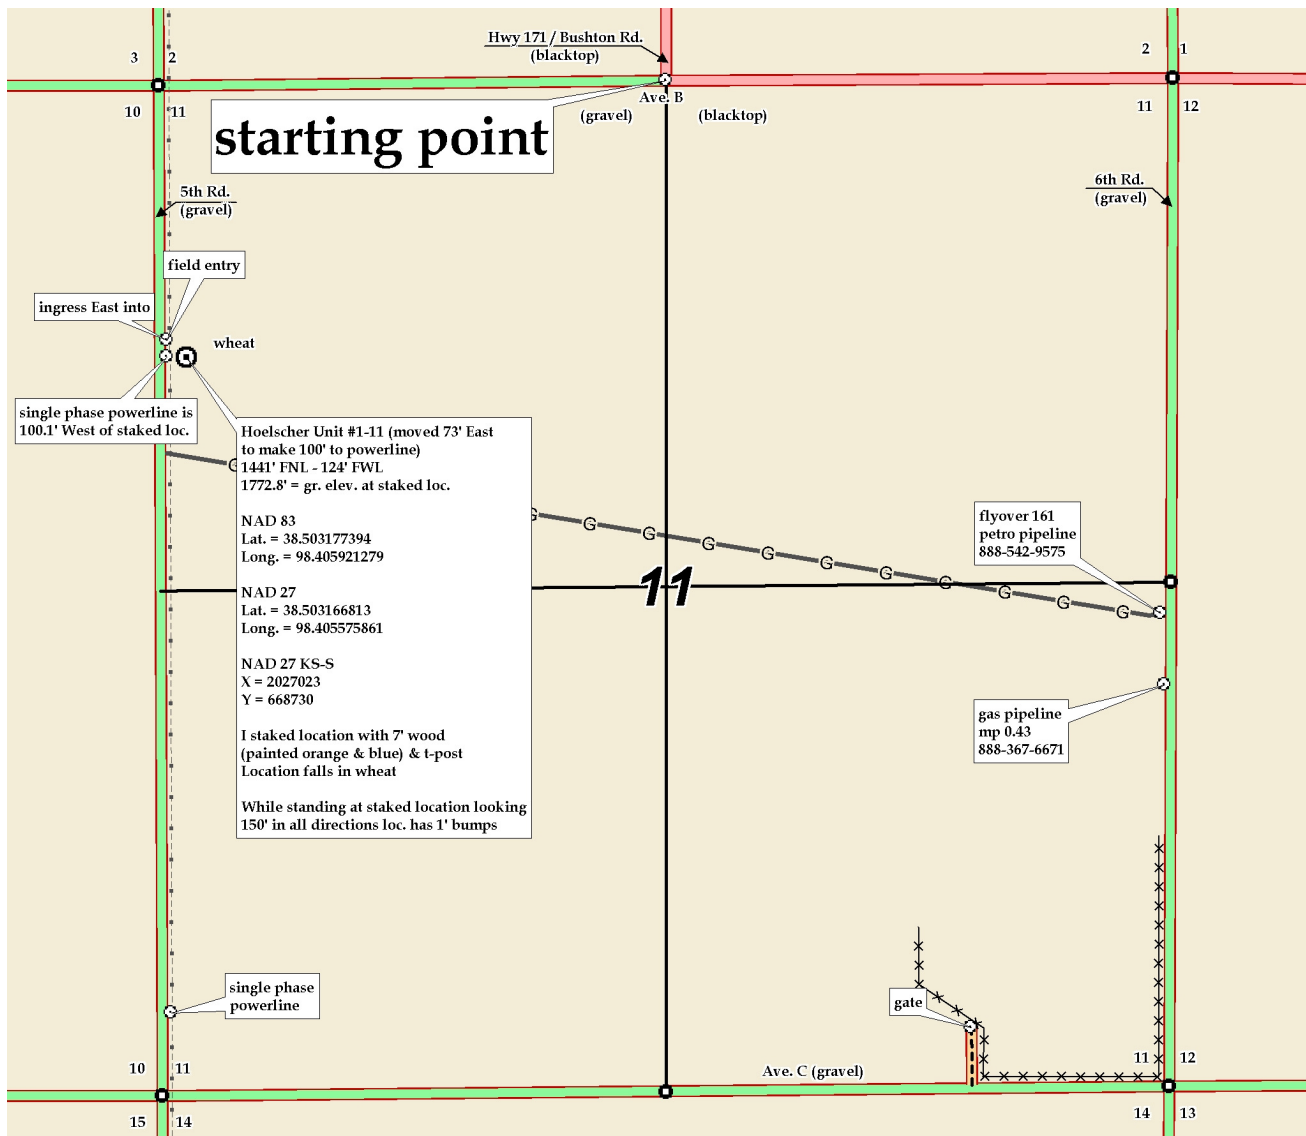 Hwy 171 / Bushton Rd.
(blacktop)
3
2
2
1
10
11
Ave. B
(gravel)
(blacktop)
11
12
starting point
5th Rd.
(gravel)
6th Rd.
(gravel)
field entry
ingress East into
wheat
single phase powerline is
100.1' West of staked loc.
Hoelscher Unit #1-11 (moved 73' East
to make 100' to powerline)
1441' FNL - 124' FWL
1772.8' = gr. elev. at staked loc.
NAD 83
Lat. = 38.503177394
Long. = 98.405921279
NAD 27
Lat. = 38.503166813
Long. = 98.405575861
NAD 27 KS-S
X = 2027023
Y = 668730
I staked location with 7' wood
(painted orange & blue) & t-post
Location falls in wheat
While standing at staked location looking
150' in all directions loc. has 1' bumps
G
G
G
G
G
G
G
G
G
G
G
G
11
flyover 161
petro pipeline
888-542-9575
gas pipeline
mp 0.43
888-367-6671
single phase
powerline
gate
10
11
Ave. C (gravel)
11
12
15
14
14
13